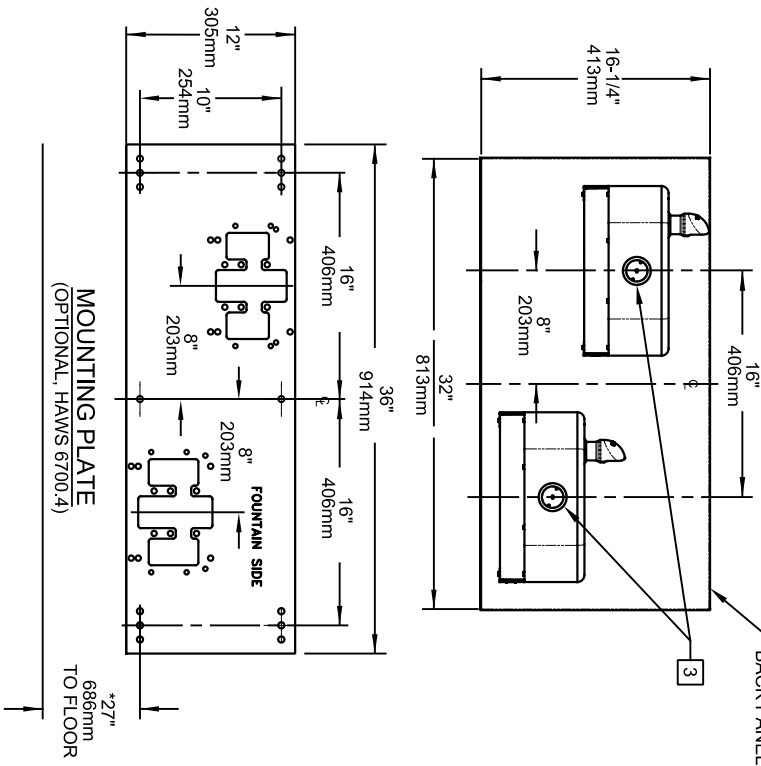 BACK PANEL
16"
406mm
8"
203mm
℄
16-1/4"
413mm
3
32"
813mm
36"
914mm
16"
406mm
16"
406mm
℄
12"
305mm
10"
254mm
8"
203mm
8"
203mm
FOUNTAIN SIDE
*27"
686mm
TO FLOOR
MOUNTING PLATE
(OPTIONAL, HAWS 6700.4)